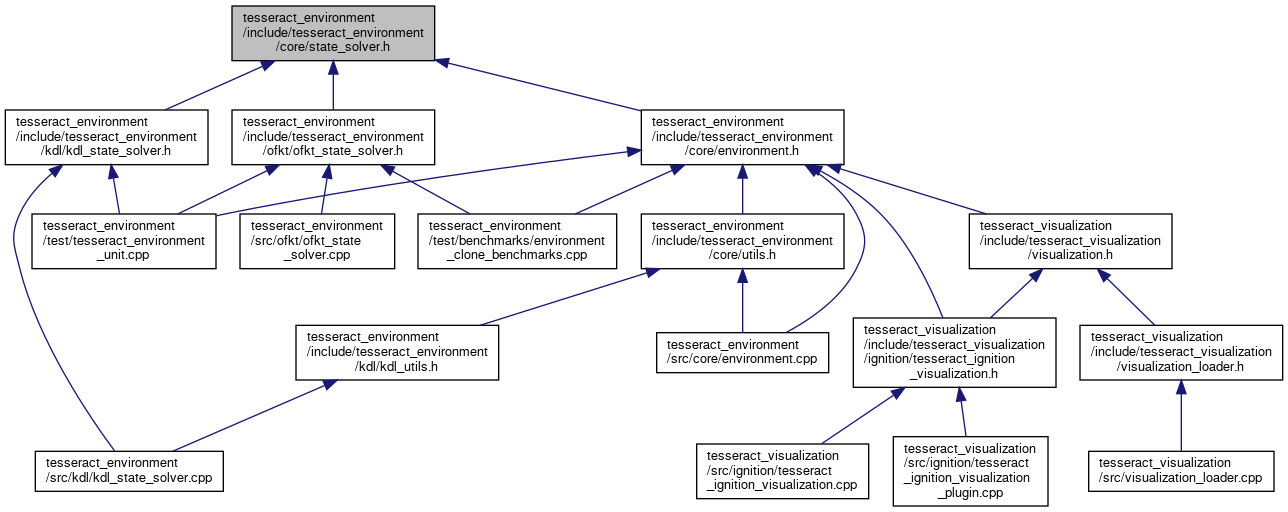 tesseract_environment
/include/tesseract_environment
/core/state_solver.h
tesseract_environment
/include/tesseract_environment
/kdl/kdl_state_solver.h
tesseract_environment
/include/tesseract_environment
/ofkt/ofkt_state_solver.h
tesseract_environment
/include/tesseract_environment
/core/environment.h
tesseract_environment
/test/tesseract_environment
_unit.cpp
tesseract_environment
/src/ofkt/ofkt_state
_solver.cpp
tesseract_environment
/test/benchmarks/environment
_clone_benchmarks.cpp
tesseract_environment
/include/tesseract_environment
/core/utils.h
tesseract_visualization
/include/tesseract_visualization
/visualization.h
tesseract_environment
/include/tesseract_environment
/kdl/kdl_utils.h
tesseract_environment
/src/core/environment.cpp
tesseract_visualization
/include/tesseract_visualization
/ignition/tesseract_ignition
_visualization.h
tesseract_visualization
/include/tesseract_visualization
/visualization_loader.h
tesseract_environment
/src/kdl/kdl_state_solver.cpp
tesseract_visualization
/src/ignition/tesseract
_ignition_visualization.cpp
tesseract_visualization
/src/ignition/tesseract
_ignition_visualization
_plugin.cpp
tesseract_visualization
/src/visualization_loader.cpp